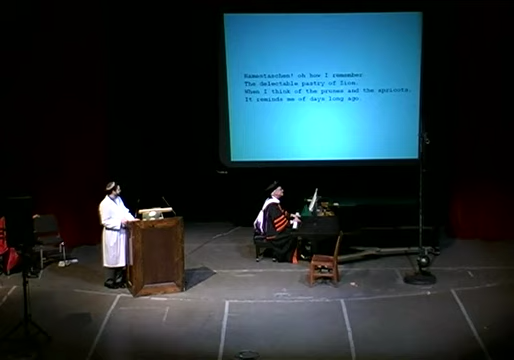 Hamentaschen! oh how I remember
The delectable pastry of Zion.
When I think of the prunes and the apricots,
It reminds me of days long ago.